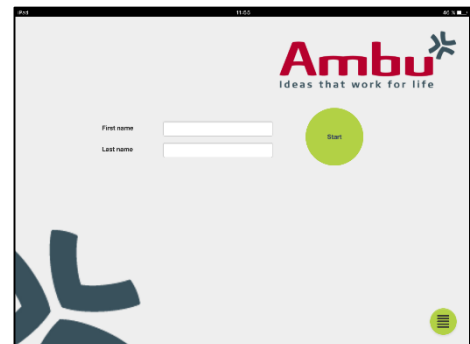 iPad
11:55
46 %
Ambu
Ideas that work for life
First name
Start
Last name